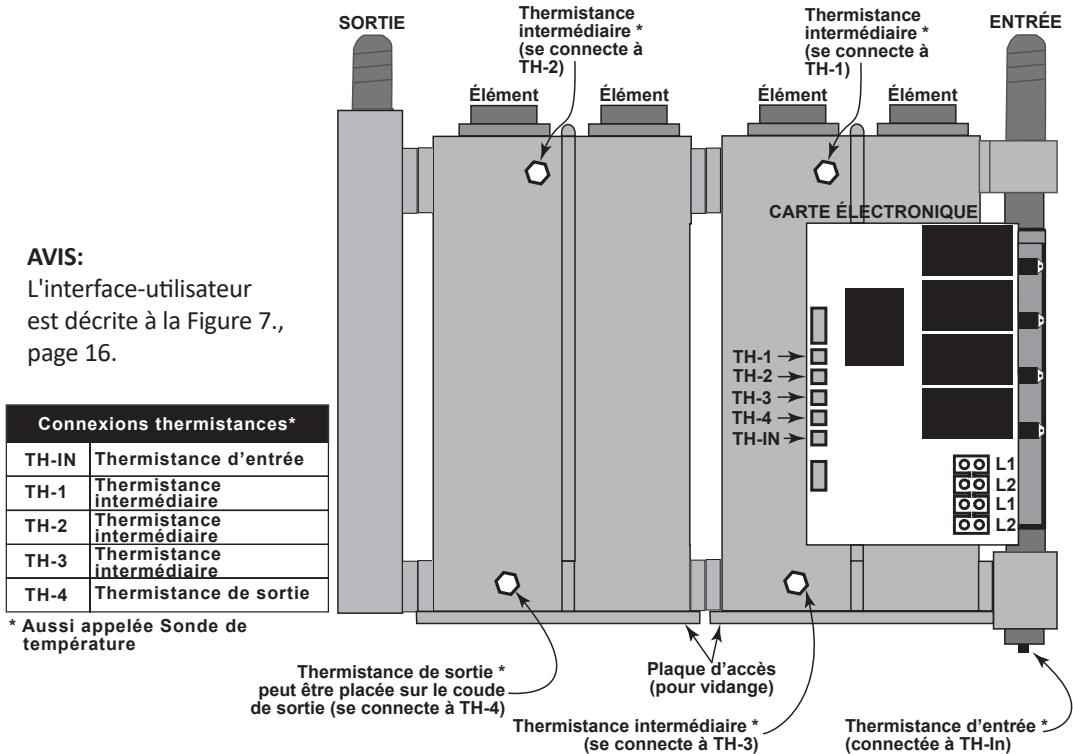 SORTIE
Thermistance
intermédiaire *
(se connecte à
TH-2)
Thermistance
intermédiaire *
(se connecte à
TH-1)
ENTRÉE
Élément
Élément
Élément
Élément
CARTE ÉLECTRONIQUE
AVIS:
L'interface-utilisateur
est décrite à la Figure 7.,
page 16.
TH-1
TH-2
TH-3
TH-4
TH-IN
L1
L2
L1
L2
Connexions thermistances*
TH-IN Thermistance d'entrée
TH-1 Thermistance
intermédiaire
TH-2 Thermistance
intermédiaire
TH-3 Thermistance
intermédiaire
TH-4 Thermistance de sortie
* Aussi appelée Sonde de
température
Thermistance de sortie *
peut être placée sur le coude
de sortie (se connecte à TH-4)
Plaque d'accès
(pour vidange)
Thermistance intermédiaire *
(se connecte à TH-3)
Thermistance d'entrée *
(connectée à TH-In)